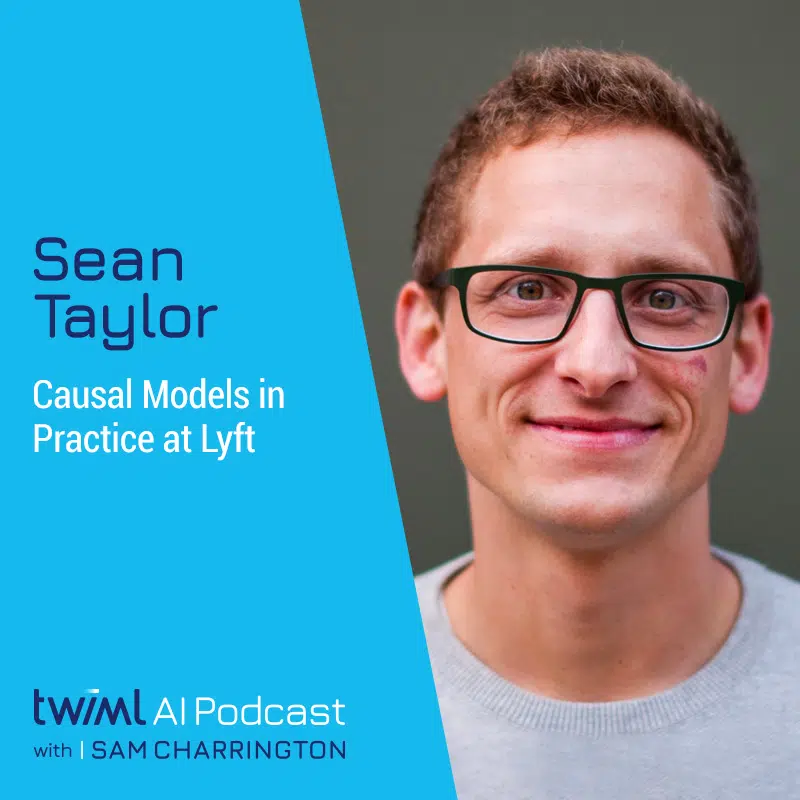 Sean
Taylor
Causal Models in
Practice at Lyft
twiml AI Podcast
with | SAM CHARRINGTON